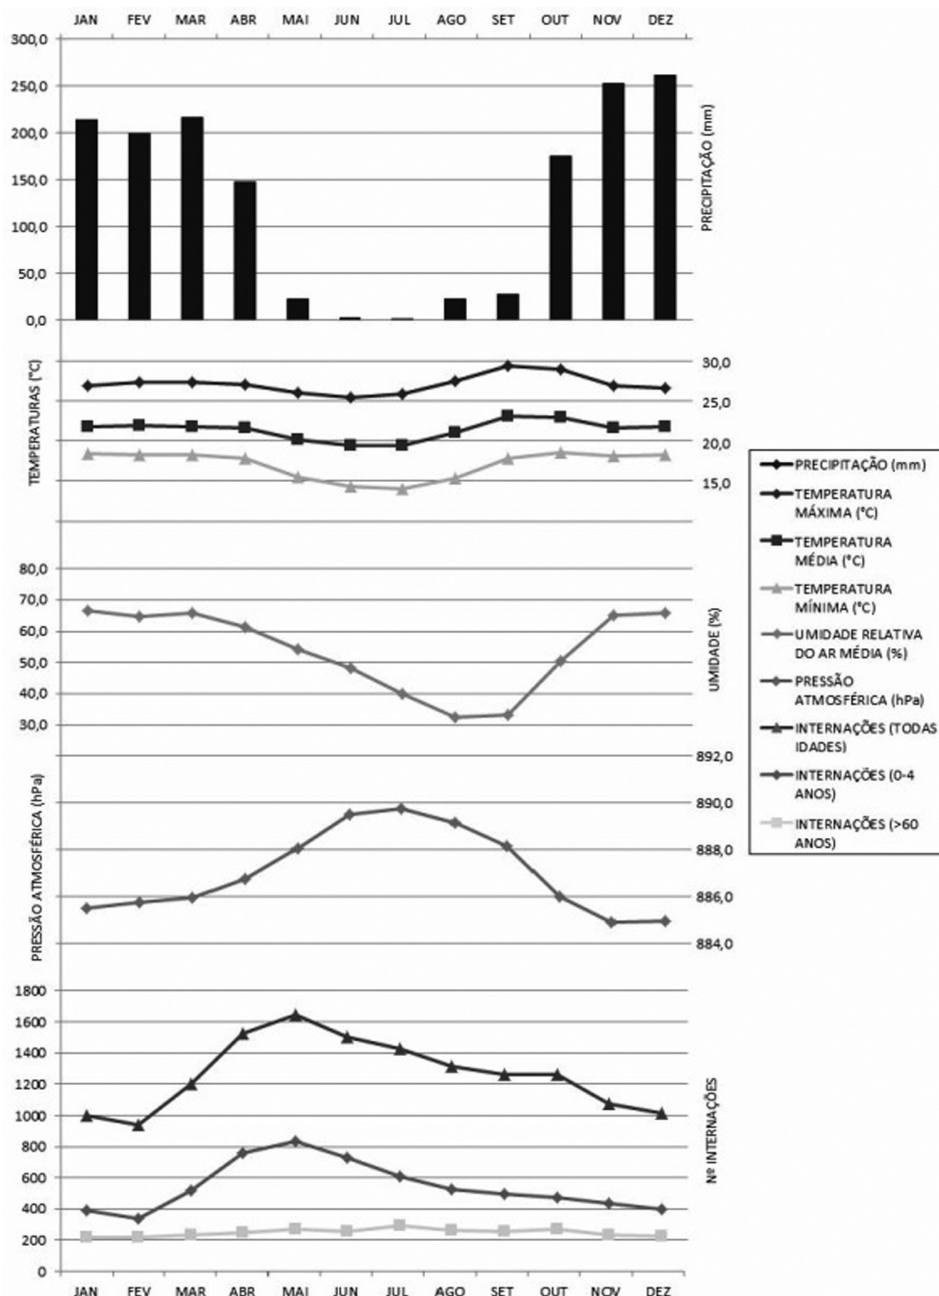 JAN FEV MAR ABR MAI JUN JUL AGO SET OUT NOV DEZ
300,0
250,0
200,0
150,0
100,0
50,0
0,0
PRECIPITAÇÃO (mm)
TEMPERATURAS (°C)
30,0
25,0
20,0
15,0
80,0
70,0
60,0
50,0
40,0
30,0
UMIDADE (%)
PRESSÃO ATMOSFÉRICA (hPa)
892,0
890,0
888,0
886,0
884,0
1800
1600
1400
1200
1000
800
600
400
200
0
Nº INTERNAÇÕES
JAN FEV MAR ABR MAI JUN JUL AGO SET OUT NOV DEZ
PRECIPITAÇÃO (mm)
TEMPERATURA
MÁXIMA (°C)
TEMPERATURA
MÉDIA (°C)
TEMPERATURA
MÍNIMA (°C)
UMIDADE RELATIVA
DO AR MÉDIA (%)
PRESSÃO
ATMOSFÉRICA (hPa)
INTERNAÇÕES (TODAS
IDADES)
INTERNAÇÕES (0-4
ANOS)
INTERNAÇÕES (>60
ANOS)